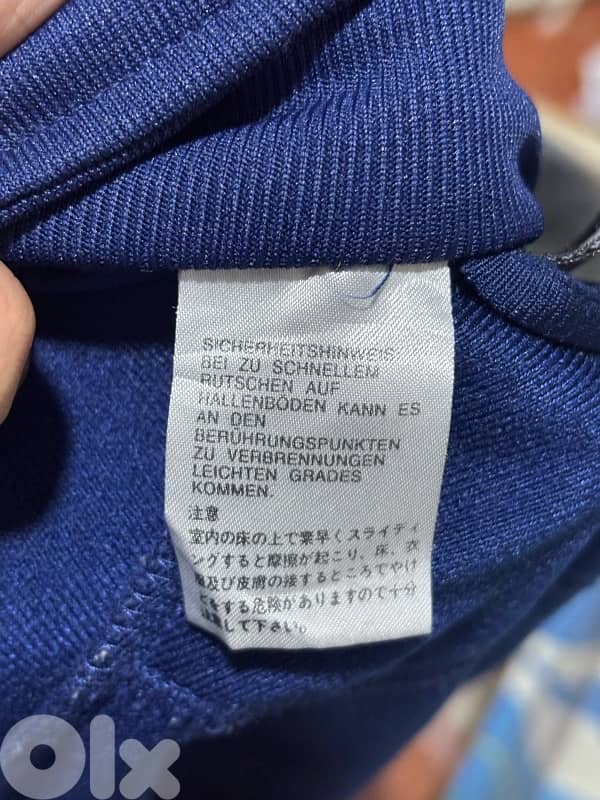 SICHERHEITSHINWEIS
BEI ZU SCHNELLEM
RUTSCHEN AUF
HALLENBÖDEN KANN ES
AN DEN
BERÜHRUNGSPUNKTEN
ZU VERBRENNUNGEN
LEICHTEN GRADES
KOMMEN.
注意
室内の床の上で素早くスライディ
ングすると摩擦が起こり、床、衣
及び皮膚の接するところでやけ
をする危険がありますので十分
して下さい。
OLX